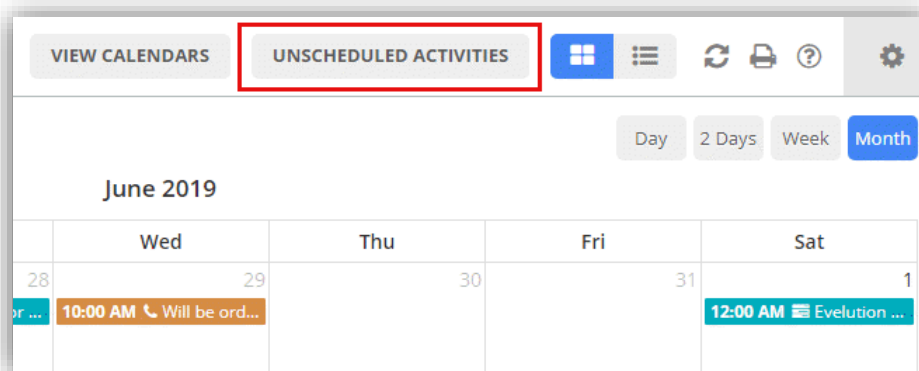 VIEW CALENDARS UNSCHEDULED ACTIVITIES
Day 2 Days Week Month
June 2019
Wed Thu Fri Sat
28 29 30 31 1
or ... 10:00 AM Will be ord... 12:00 AM Evelution ...